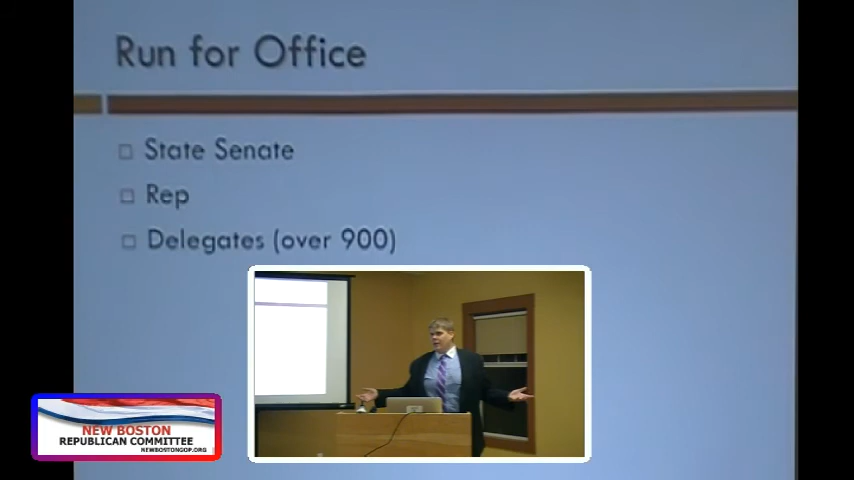 Run for Office
State Senate
Rep
Delegates (over 900)
NEW BOSTON
REPUBLICAN COMMITTEE
NEWBOSTONGOP.ORG